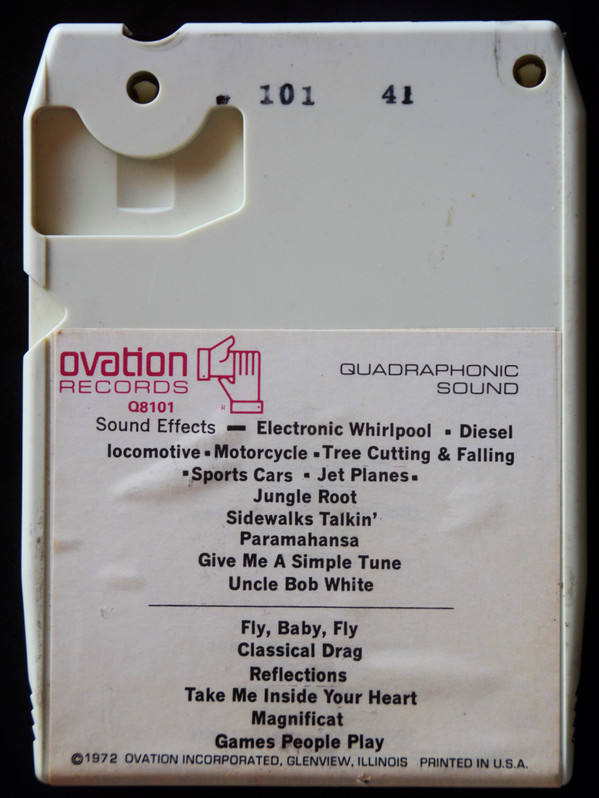 101 41
ovation
RECORDS
Q8101
QUADRAPHONIC
SOUND
Sound Effects — Electronic Whirlpool ▪ Diesel
locomotive ▪ Motorcycle ▪ Tree Cutting & Falling
▪ Sports Cars ▪ Jet Planes ▪
Jungle Root
Sidewalks Talkin'
Paramahansa
Give Me A Simple Tune
Uncle Bob White
Fly, Baby, Fly
Classical Drag
Reflections
Take Me Inside Your Heart
Magnificat
Games People Play
©1972 OVATION INCORPORATED, GLENVIEW, ILLINOIS PRINTED IN U.S.A.